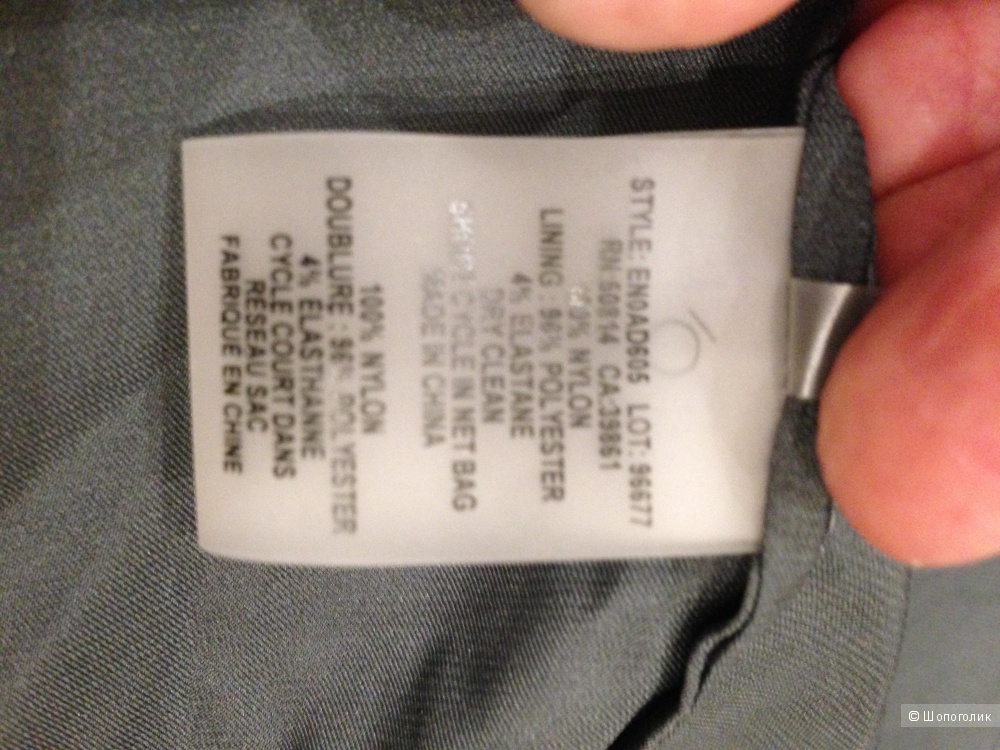 STYLE: EN0AD605 LOT: 96677
RN:50814 CA:39861
NYLON
LINING : 96% POLYESTER
4% ELASTANE
DRY CLEAN
CYCLE IN NET BAG
MADE IN CHINA
100% NYLON
DOUBLURE : 96% POLYESTER
4% ELASTHANNE
CYCLE COURT DANS
RESEAU SAC
FABRIQUE EN CHINE
© Шопоголик